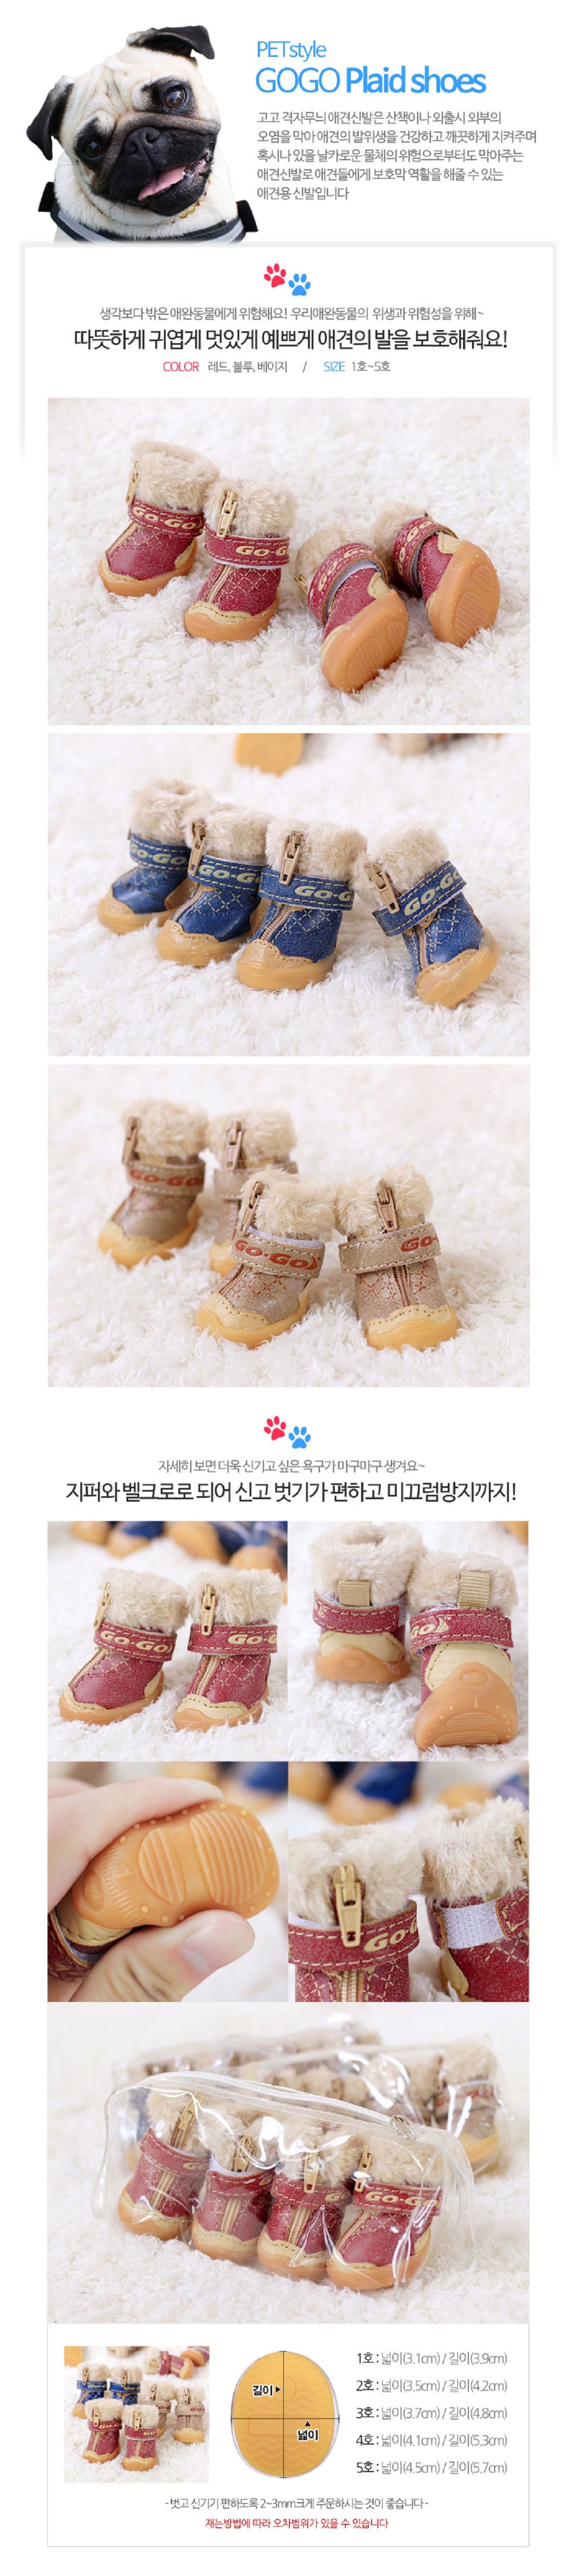 PETstyle
GOGO Plaid shoes
고고 격자무늬 애견신발은 산책이나 외출시 외부의
오염을 막아 애견의 발위생을 건강하고 깨끗하게 지켜주며
혹시나 있을 날카로운 물체의 위험으로부터도 막아주는
애견신발로 애견들에게 보호막 역활을 해줄 수 있는
애견용 신발입니다
생각보다 밖은 애완동물에게 위험해요! 우리애완동물의 위생과 위험성을 위해~
따뜻하게 귀엽게 멋있게 예쁘게 애견의 발을 보호해줘요!
COLOR 레드, 블루, 베이지 / SIZE 1호~5호
GO-GO GO-G
GO-GO GO-G GO-G GO-G
GO-GO GO-GO GO
자세히 보면 더욱 신기고 싶은 욕구가 마구마구 생겨요~
지퍼와 벨크로로 되어 신고 벗기가 편하고 미끄럼방지까지!
GO-GO GO-G
GO
GO-GO
1호 : 넓이(3.1cm) / 길이(3.9cm)
2호 : 넓이(3.5cm) / 길이(4.2cm)
3호 : 넓이(3.7cm) / 길이(4.8cm)
4호 : 넓이(4.1cm) / 길이(5.3cm)
5호 : 넓이(4.5cm) / 길이(5.7cm)
길이
넓이
- 벗고 신기기 편하도록 2~3mm크게 주문하시는 것이 좋습니다 -
재는방법에 따라 오차범위가 있을 수 있습니다